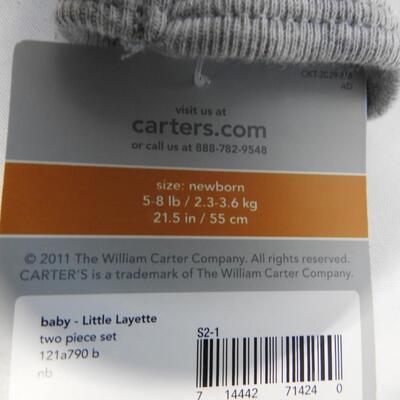 AD
visit us at
carters.com
or call us at 888-782-9548
size: newborn
5-8 lb / 2.3-3.6 kg
21.5 in / 55 cm
© 2011 The William Carter Company. All rights reserved.
CARTER'S is a trademark of The William Carter Company.
baby - Little Layette
two piece set
121a790 b
nb
S2-1
7 14442 71424 0